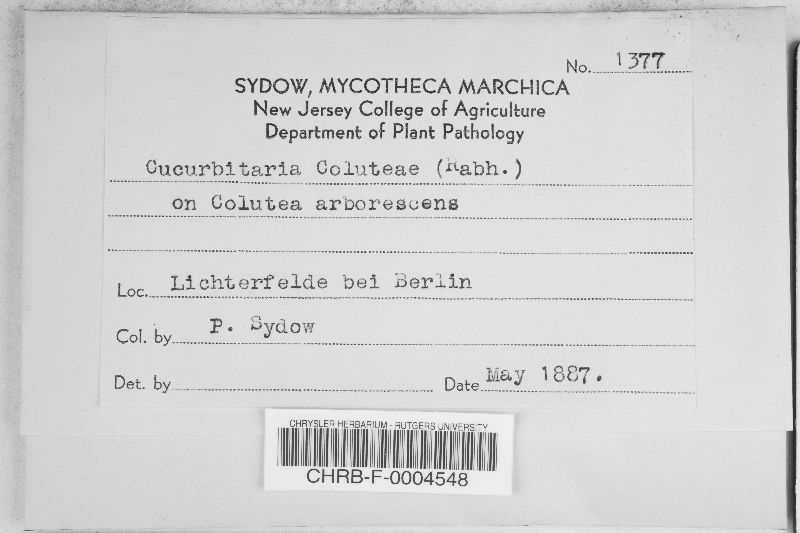 No. 1377
SYDOW, MYCOTHECA MARCHICA
New Jersey College of Agriculture
Department of Plant Pathology
Cucurbitaria Coluteae (Rabh.)
on Colutea arborescens
Loc. Lichterfelde bei Berlin
Col. by P. Sydow
Det. by
Date May 1887.
CHRYSLER HERBARIUM - RUTGERS UNIVERSITY
CHRB-F-0004548